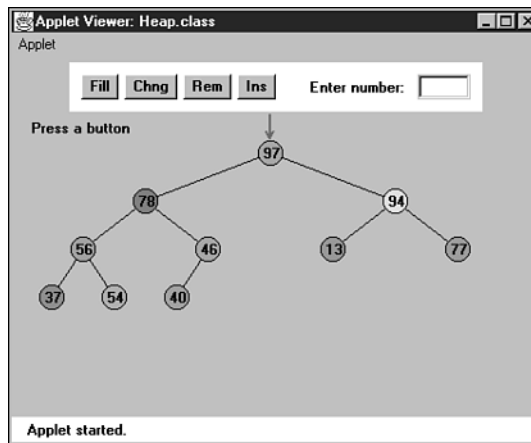 Applet Viewer: Heap.class
Applet
Fill Chng Rem Ins Enter number:
Press a button
97
78 94
56 46 13 77
37 54 40
Applet started.